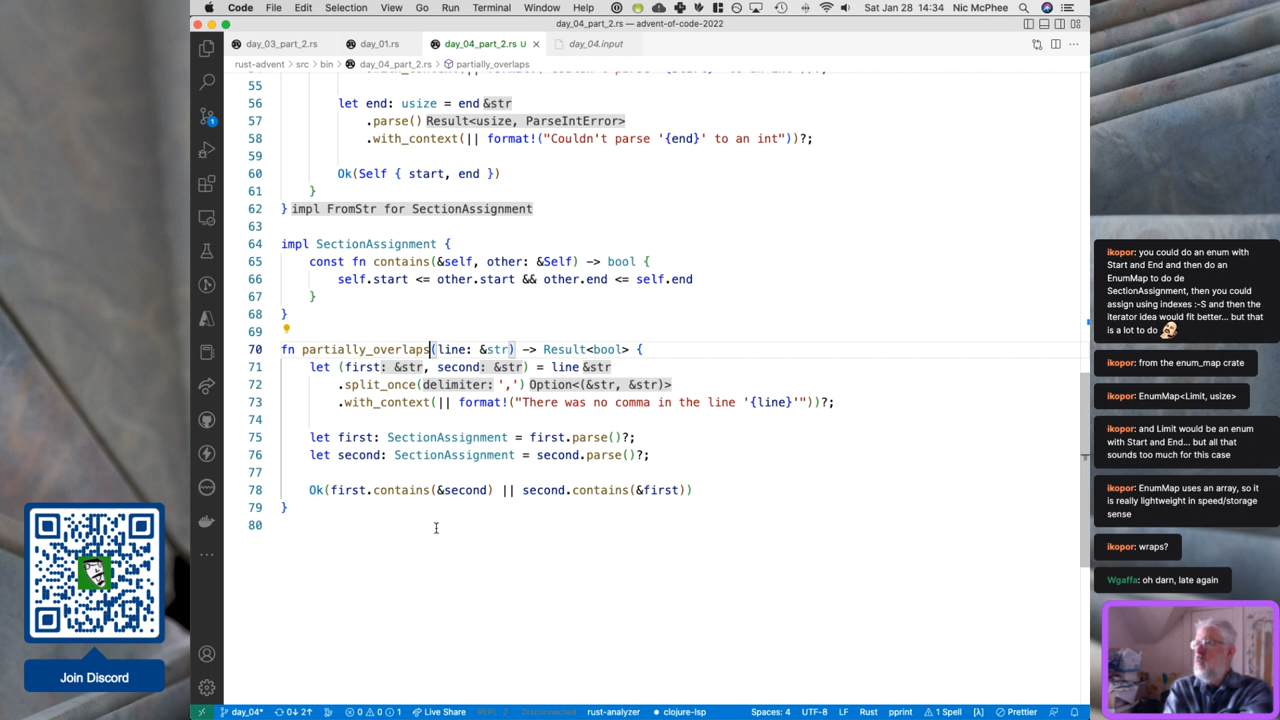 Code File Edit Selection View Go Run Terminal Window Help Sat Jan 28 14:34 Nic McPhee
day_04_part_2.rs — advent-of-code-2022
day_03_part_2.rs day_01.rs day_04_part_2.rs U day_04.input
rust-advent > src > bin > day_04_part_2.rs > partially_overlaps
55
56 let end: usize = end &str
57 .parse() Result<usize, ParseIntError>
58 .with_context(|| format!("Couldn't parse '{end}' to an int"))?;
59
60 Ok(Self { start, end })
61 }
62 } impl FromStr for SectionAssignment
63
64 impl SectionAssignment {
65 const fn contains(&self, other: &Self) -> bool {
66 self.start <= other.start && other.end <= self.end
67 }
68 }
69
70 fn partially_overlaps(line: &str) -> Result<bool> {
71 let (first: &str, second: &str) = line &str
72 .split_once(delimiter: ',') Option<(&str, &str)>
73 .with_context(|| format!("There was no comma in the line '{line}'"))?;
74
75 let first: SectionAssignment = first.parse()?;
76 let second: SectionAssignment = second.parse()?;
77
78 Ok(first.contains(&second) || second.contains(&first))
79 }
80
ikopor: you could do an enum with
Start and End and then do an
EnumMap to do de
SectionAssignment, then you could
assign using indexes :-S and then the
iterator idea would fit better... but that
is a lot to do
ikopor: from the enum_map crate
ikopor: EnumMap<Limit, usize>
ikopor: and Limit would be an enum
with Start and End... but all that
sounds too much for this case
ikopor: EnumMap uses an array, so it
is really lightweight in speed/storage
sense
ikopor: wraps?
Wgaffa: oh darn, late again
Join Discord
day_04* 0↓ 2↑ 0 0 1 Live Share REPL Disconnected rust-analyzer clojure-lsp Spaces: 4 UTF-8 LF Rust pprint 1 Spell [λ] Prettier